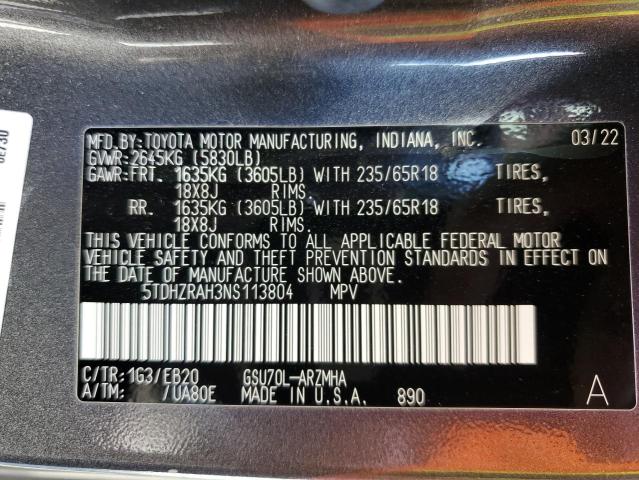 MFD.BY:TOYOTA MOTOR MANUFACTURING, INDIANA, INC. 03/22
GVWR:2645KG (5830LB)
GAWR:FRT. 1635KG (3605LB) WITH 235/65R18 TIRES,
18X8J RIMS.
RR. 1635KG (3605LB) WITH 235/65R18 TIRES,
18X8J RIMS.
THIS VEHICLE CONFORMS TO ALL APPLICABLE FEDERAL MOTOR
VEHICLE SAFETY AND THEFT PREVENTION STANDARDS IN EFFECT ON
THE DATE OF MANUFACTURE SHOWN ABOVE.
5TDHZRAH3NS113804 MPV
C/TR:1G3/EB20 GSU70L-ARZMHA
A/TM: /UA80E MADE IN U.S.A. 890 A